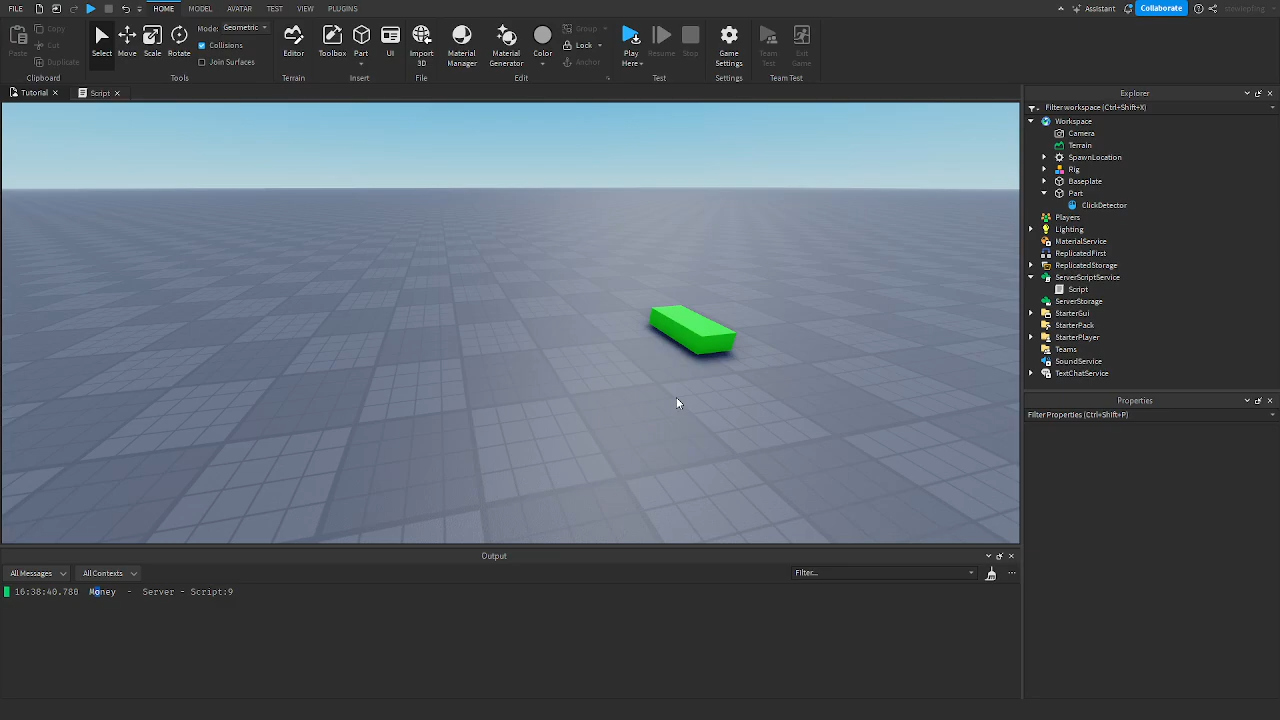 FILE HOME MODEL AVATAR TEST VIEW PLUGINS Assistant Collaborate
Paste Copy Cut Duplicate Clipboard
Select Move Scale Rotate Mode: Geometric Collisions Join Surfaces Tools
Editor Terrain
Toolbox Part UI Insert
Import 3D File
Material Manager Material Generator Color Group Lock Anchor Edit
Play Here Resume Stop Test
Game Settings Settings
Team Test Exit Game Team Test
Tutorial Script
Explorer
Filter workspace (Ctrl+Shift+X)
Workspace
Camera
Terrain
SpawnLocation
Rig
Baseplate
Part
ClickDetector
Players
Lighting
MaterialService
ReplicatedFirst
ReplicatedStorage
ServerScriptService
Script
ServerStorage
StarterGui
StarterPack
StarterPlayer
Teams
SoundService
TextChatService
Properties
Filter Properties (Ctrl+Shift+P)
Output
All Messages All Contexts Filter...
16:38:40.780 Money - Server - Script:9